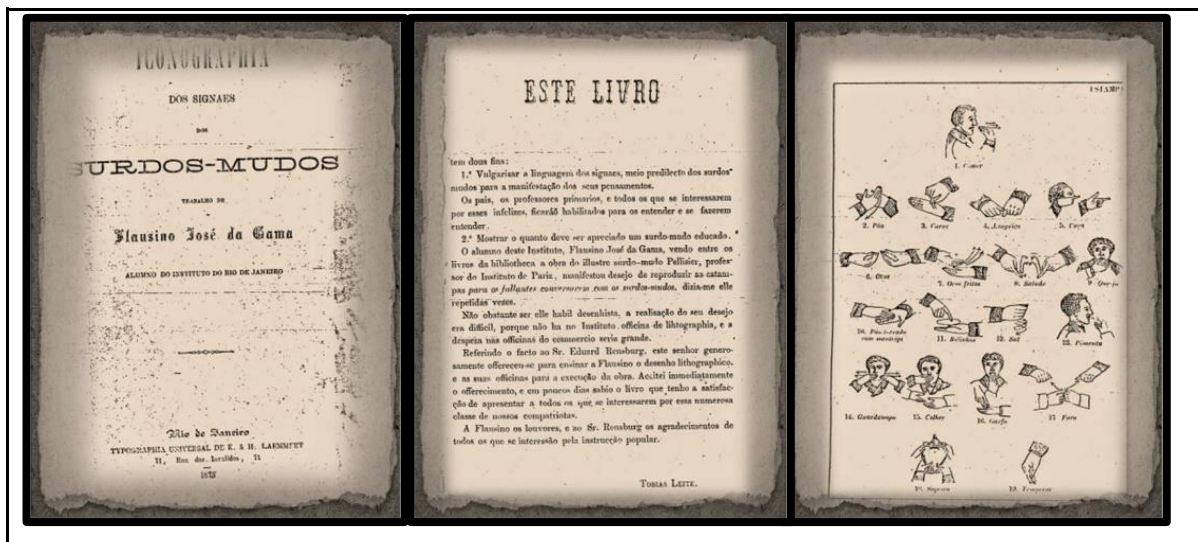 ICONOGRAPHIA
DOS SIGNAES
DOS
SURDOS-MUDOS
TRABALHO DE
Flausino José da Gama
ALUMNO DO INSTITUTO DO RIO DE JANEIRO
Rio de Janeiro
TYPOGRAPHIA UNIVERSAL DE E. & H. LAEMMERT
71, Rua dos Invalidos, 71
1875
ESTE LIVRO
tem dous fins:
1.º Vulgarisar a linguagem dos signaes, meio predilecto dos surdos
mudos para a manifestação dos seus pensamentos.
Os pais, os professores primarios, e todos os que se interessarem
por esses infelizes, ficaráõ habilitados para os entender e se fazerem
entender.
2.º Mostrar o quanto deve ser apreciado um surdo-mudo educado.
O alumno deste Instituto, Flausino José da Gama, vendo entre os
livros da bibliotheca a obra do illustre surdo-mudo Pelissier, profes-
sor do Instituto de Paris, manifestou desejo de reproduzir as estam-
pas para os fallantes conversarem com os surdos-mudos, dizia-me elle
repetidas vezes.
Não obstante ser elle habil desenhista, a realisação do seu desejo
era difficil, porque não ha no Instituto officina de lithographia, e a
despeza nas officinas do commercio seria grande.
Referindo o facto ao Sr. Eduard Rensburg, este senhor genero-
samente offereceu-se para ensinar a Flausino o desenho lithographico,
e as suas officinas para a execução da obra. Acceitei immediatamente
o offerecimento, e em poucos dias sahio o livro que tenho a satisfac-
ção de apresentar a todos os que se interessarem por essa numerosa
classe de nossos compatriotas.
A Flausino os louvores, e ao Sr. Rensburg os agradecimentos de
todos os que se interessão pela instrucção popular.
TOBIAS LEITE.
ESTAMP
1. Comer
2. Pão 3. Carne 4. Lingoiça 5. Caça
6. Ovos 7. Ovos fritos 8. Salada 9. Queijo
10. Pão torrado com manteiga 11. Bolinhos 12. Sal 13. Pimenta
14. Guardanapo 15. Colher 16. Garfo 17. Faca
18. 19. Temperar